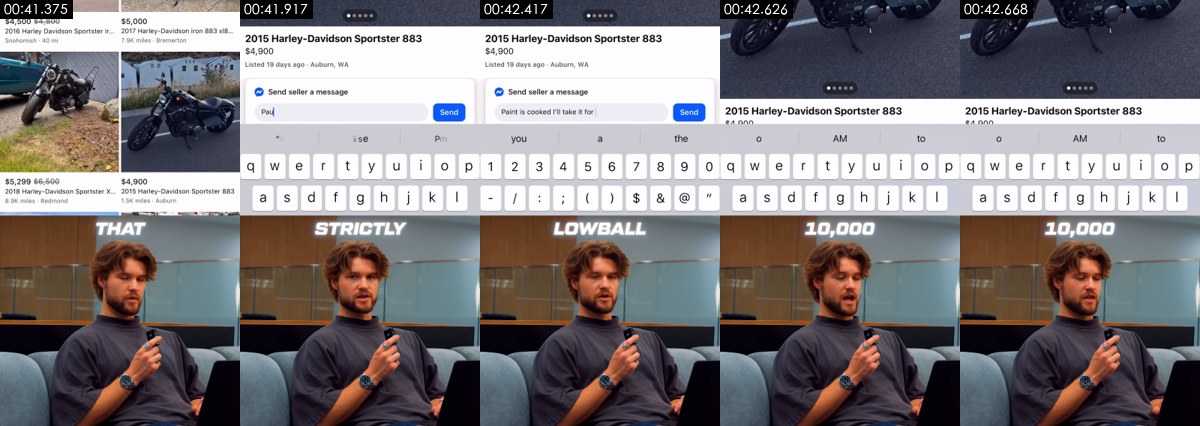 00:41.375
$4,500 $4,800
2016 Harley-Davidson Sportster ir...
Snohomish · 40 mi
$5,000
2017 Harley-Davidson iron 883 xl8...
7.9K miles · Bremerton
$5,299 $6,500
2018 Harley-Davidson Sportster X...
8.9K miles · Redmond
$4,900
2015 Harley-Davidson Sportster 883
1.5K miles · Auburn
THAT
00:41.917
2015 Harley-Davidson Sportster 883
$4,900
Listed 19 days ago · Auburn, WA
Send seller a message
Pau
Send
q w e r t y u i o p
a s d f g h j k l
STRICTLY
00:42.417
2015 Harley-Davidson Sportster 883
$4,900
Listed 19 days ago · Auburn, WA
Send seller a message
Paint is cooked I'll take it for
Send
you a the
1 2 3 4 5 6 7 8 9 0
- / : ; ( ) $ & @ "
LOWBALL
00:42.626
2015 Harley-Davidson Sportster 883
$4,900
o AM to
q w e r t y u i o p
a s d f g h j k l
10,000
00:42.668
2015 Harley-Davidson Sportster 883
$4,900
o AM to
q w e r t y u i o p
a s d f g h j k l
10,000